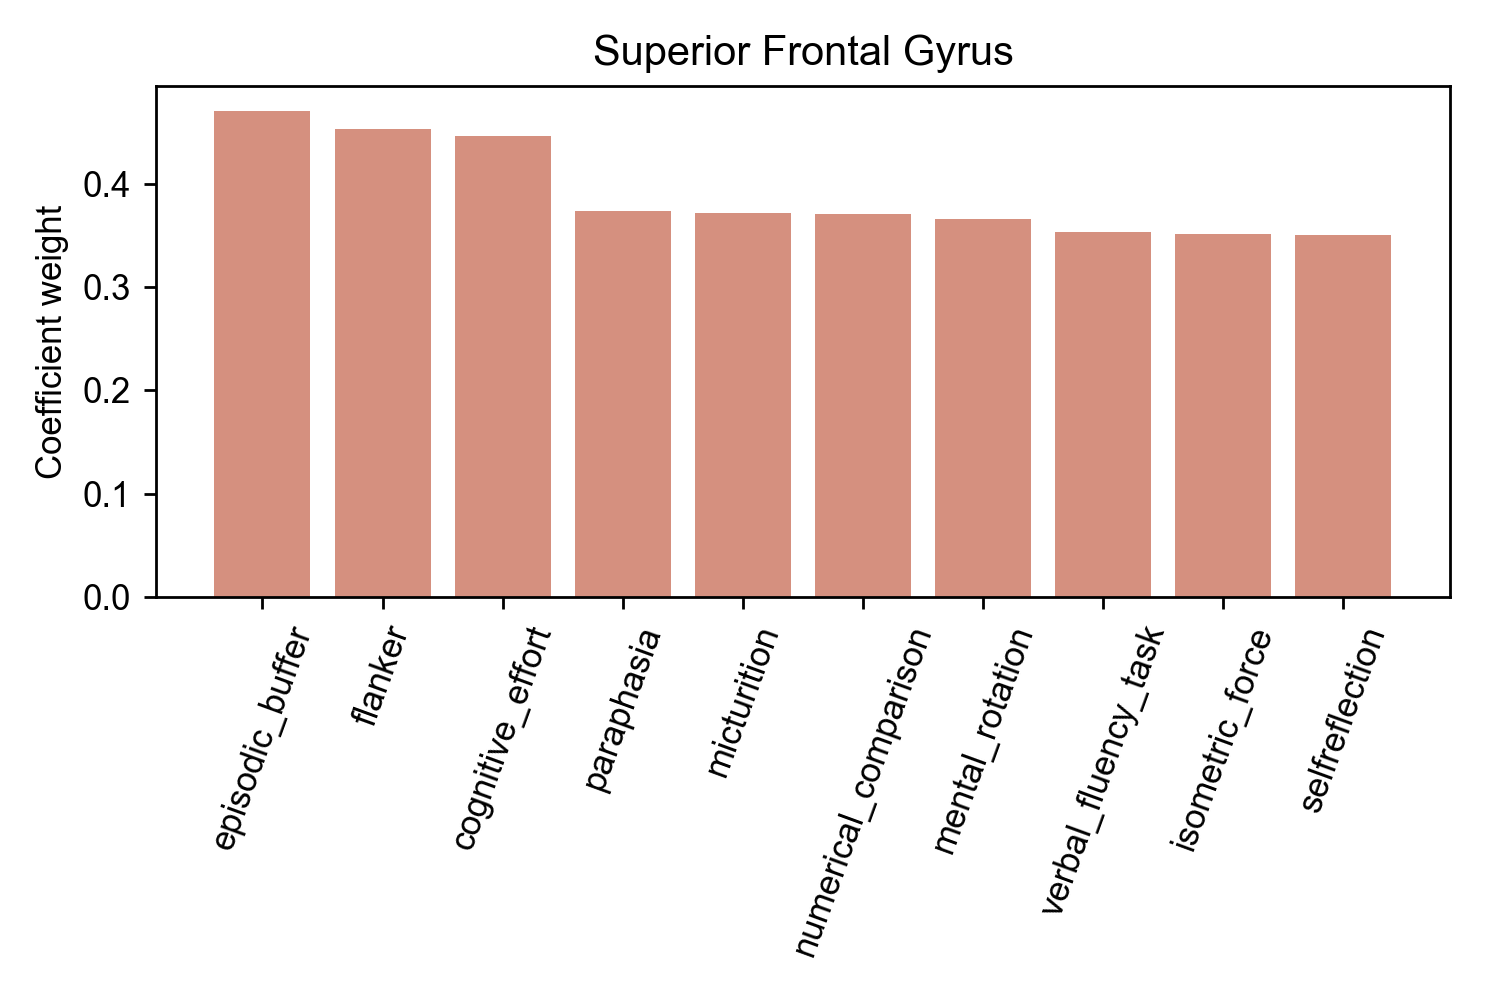 Superior Frontal Gyrus
Coefficient weight
0.4
0.3
0.2
0.1
0.0
episodic_buffer
flanker
cognitive_effort
paraphasia
micturition
numerical_comparison
mental_rotation
verbal_fluency_task
isometric_force
selfreflection